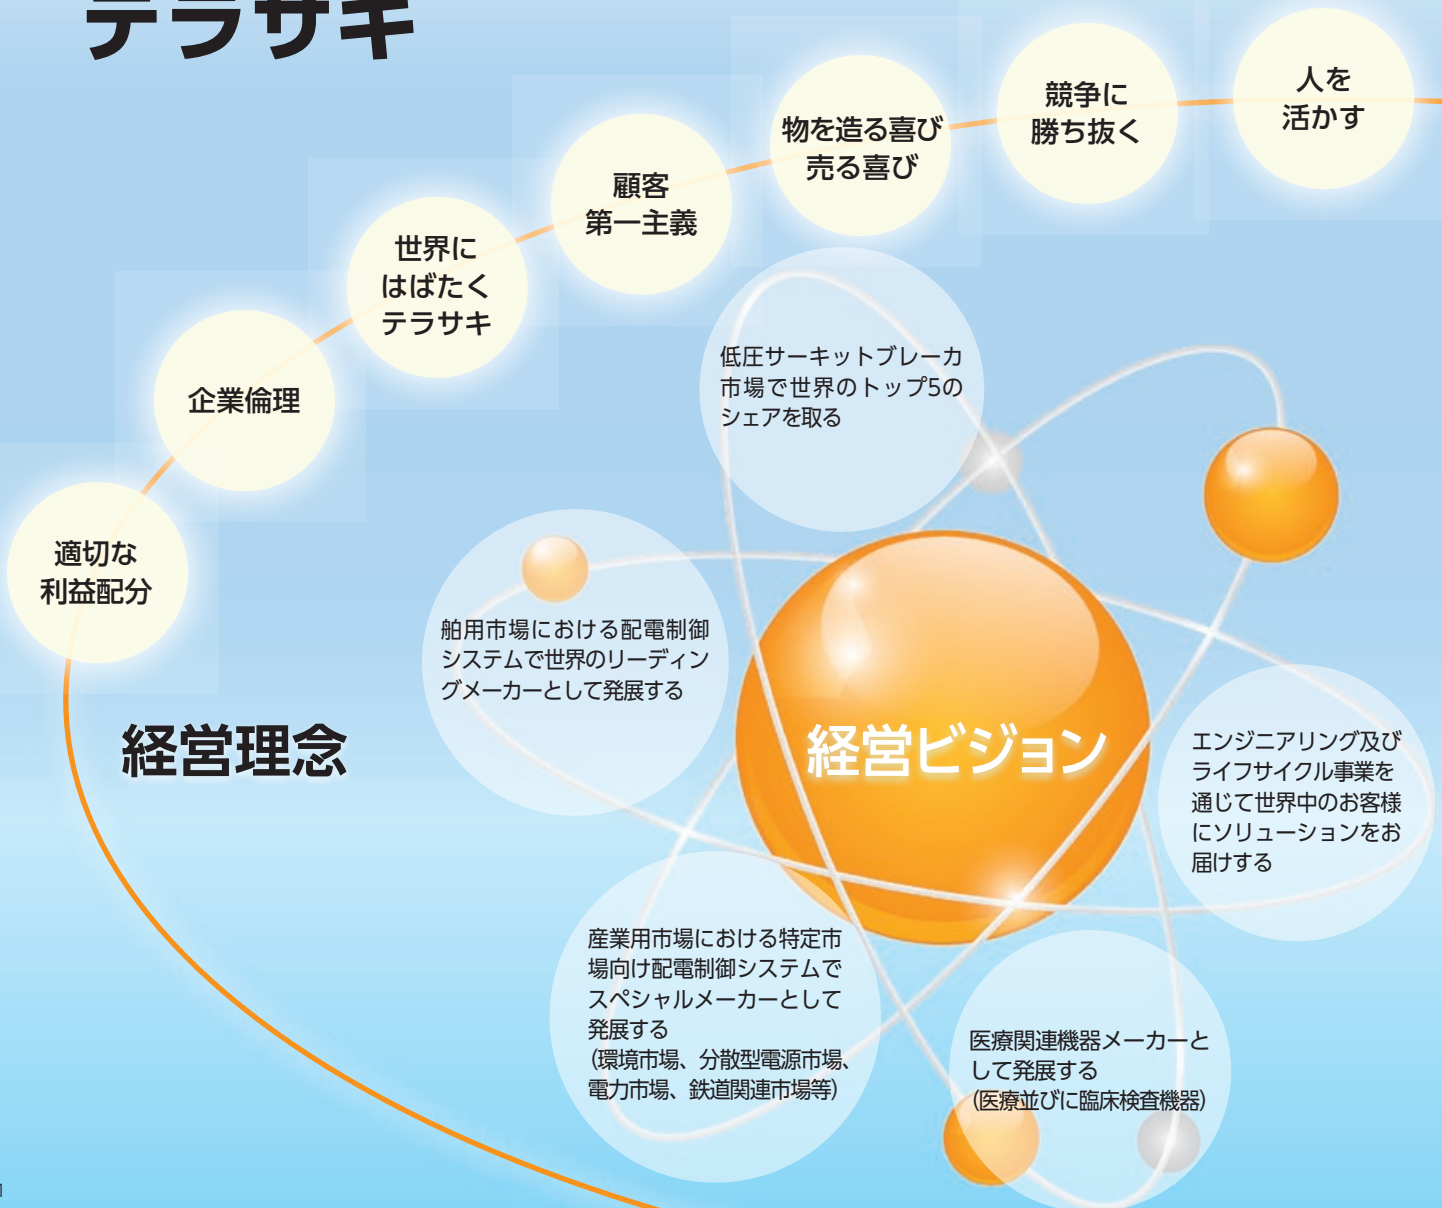 テラサキ
適切な
利益配分
企業倫理
世界に
はばたく
テラサキ
顧客
第一主義
物を造る喜び
売る喜び
競争に
勝ち抜く
人を
活かす
経営理念
経営ビジョン
低圧サーキットブレーカ
市場で世界のトップ5の
シェアを取る
舶用市場における配電制御
システムで世界のリーディン
グメーカーとして発展する
エンジニアリング及び
ライフサイクル事業を
通じて世界中のお客様
にソリューションをお
届けする
産業用市場における特定市
場向け配電制御システムで
スペシャルメーカーとして
発展する
(環境市場、分散型電源市場、
電力市場、鉄道関連市場等)
医療関連機器メーカーと
して発展する
(医療並びに臨床検査機器)